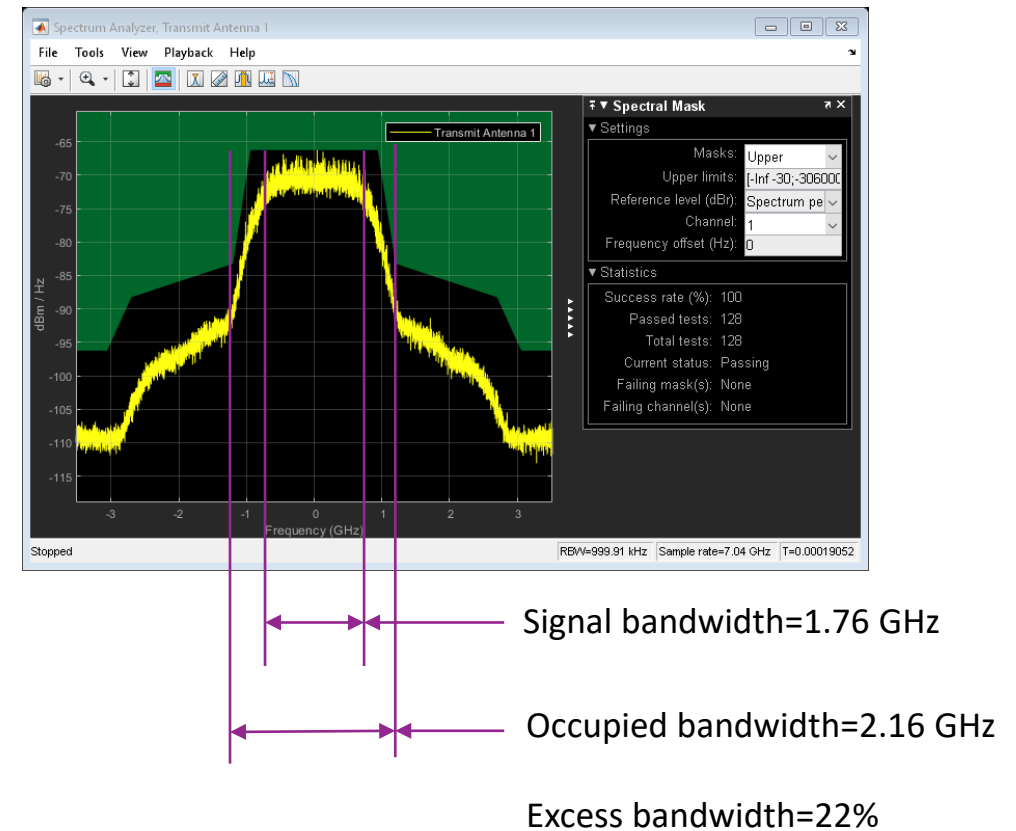 Spectrum Analyzer, Transmit Antenna 1
File Tools View Playback Help
Transmit Antenna 1
dBm / Hz
-65
-70
-75
-80
-85
-90
-95
-100
-105
-110
-115
-3 -2 -1 0 1 2 3
Frequency (GHz)
Spectral Mask
Settings
Masks: Upper
Upper limits: [-Inf -30;-306000
Reference level (dBr): Spectrum pe
Channel: 1
Frequency offset (Hz): 0
Statistics
Success rate (%): 100
Passed tests: 128
Total tests: 128
Current status: Passing
Failing mask(s): None
Failing channel(s): None
Stopped
RBW=999.91 kHz Sample rate=7.04 GHz T=0.00019052
Signal bandwidth=1.76 GHz
Occupied bandwidth=2.16 GHz
Excess bandwidth=22%